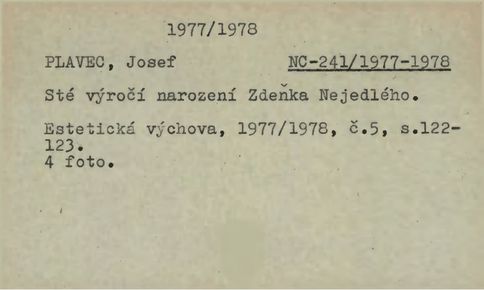 1977/1978
PLAVEC, Josef NC-241/1977-1978
Sté výročí narození Zdeňka Nejedlého.
Estetická výchova, 1977/1978, č.5, s.122-
123.
4 foto.